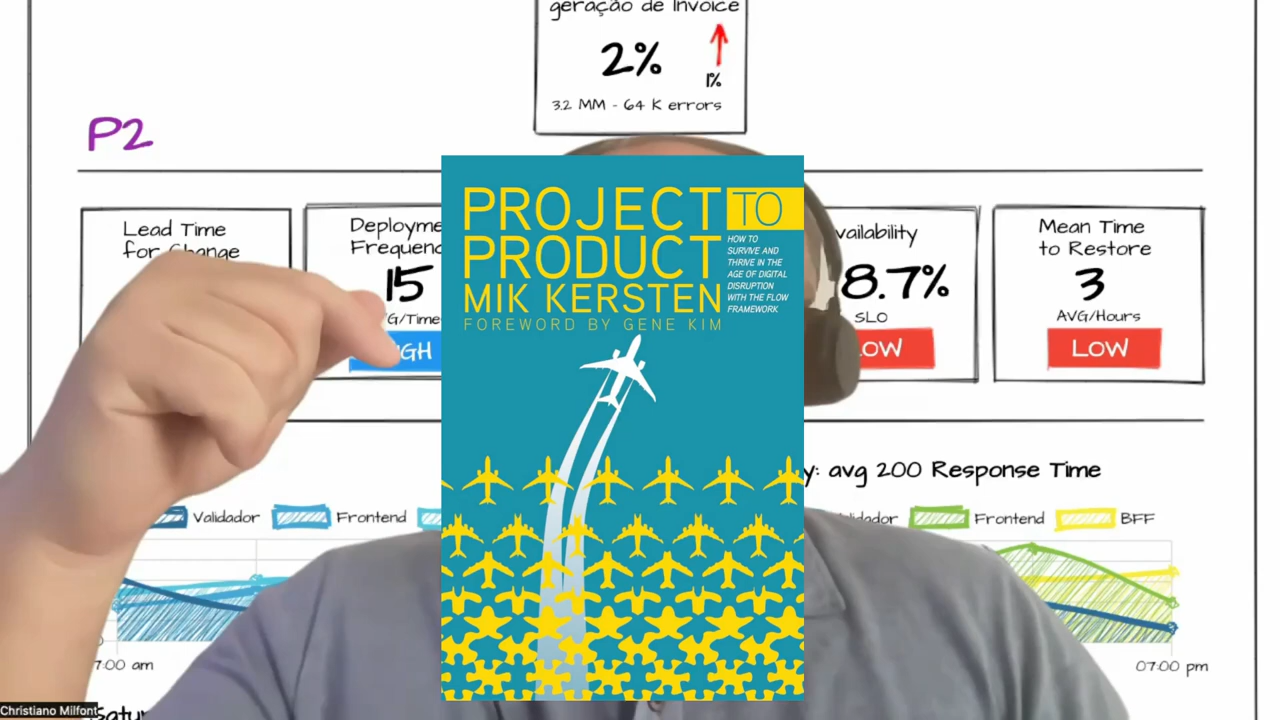 geração de Invoice
2%
1%
3.2 MM - 64 K errors
P2
Lead Time
for Change
15
LOW
Mean Time
to Restore
3
AVG/Hours
LOW
8.7%
SLO
PROJECT TO
PRODUCT
MIK KERSTEN
FOREWORD BY GENE KIM
HOW TO
SURVIVE AND
THRIVE IN THE
AGE OF DIGITAL
DISRUPTION
WITH THE FLOW
FRAMEWORK
y: avg 200 Response Time
Validador
Frontend
Frontend
BFF
7:00 am
07:00 pm
Christiano Milfont